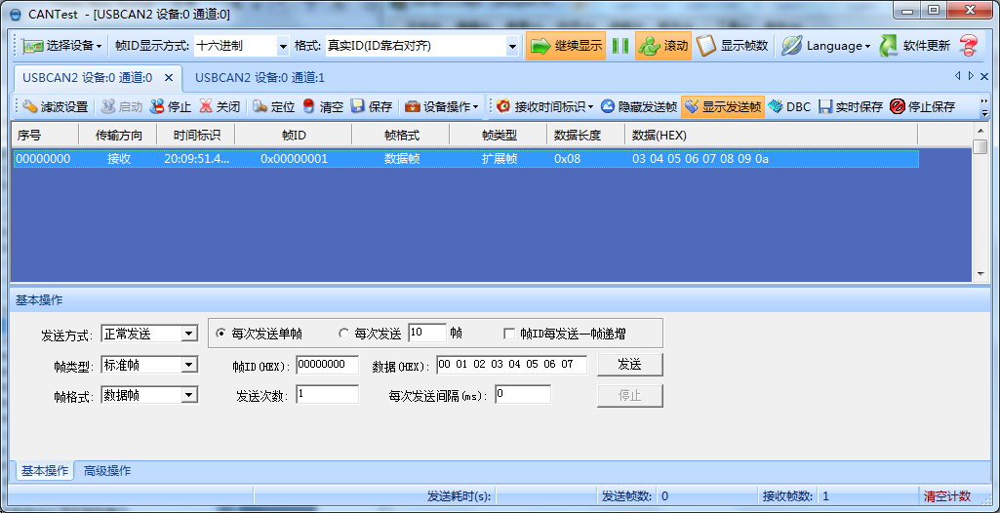 CANTest - [USBCAN2 设备:0 通道:0]
选择设备 帧ID显示方式: 十六进制 格式: 真实ID(ID靠右对齐) 继续显示 滚动 显示帧数 Language 软件更新
USBCAN2 设备:0 通道:0 USBCAN2 设备:0 通道:1
滤波设置 启动 停止 关闭 定位 清空 保存 设备操作 接收时间标识 隐藏发送帧 显示发送帧 DBC 实时保存 停止保存
序号 传输方向 时间标识 帧ID 帧格式 帧类型 数据长度 数据(HEX)
00000000 接收 20:09:51.4... 0x00000001 数据帧 扩展帧 0x08 03 04 05 06 07 08 09 0a
基本操作
发送方式: 正常发送 每次发送单帧 每次发送 10 帧 帧ID每发送一帧递增
帧类型: 标准帧 帧ID(HEX): 00000000 数据(HEX): 00 01 02 03 04 05 06 07 发送
帧格式: 数据帧 发送次数: 1 每次发送间隔(ms): 0 停止
基本操作 高级操作
发送耗时(s): 发送帧数: 0 接收帧数: 1 清空计数